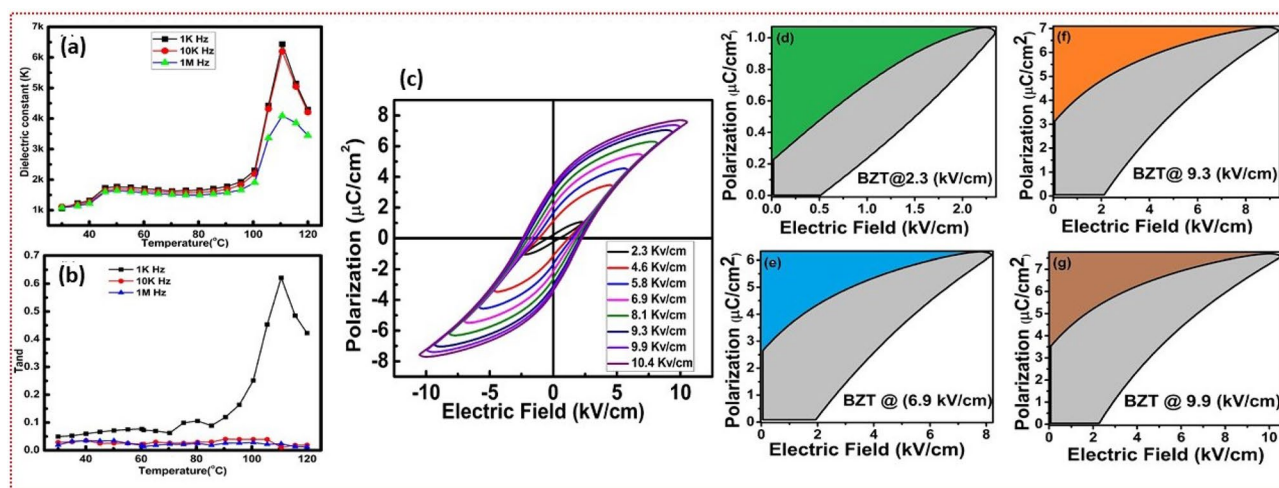 (a)
1K Hz
10K Hz
1M Hz
Dielectric constant (K)
7k
6k
5k
4k
3k
2k
1k
40 60 80 100 120
Temperature(°C)
(b)
1K Hz
10K Hz
1M Hz
Tand
0.7
0.6
0.5
0.4
0.3
0.2
0.1
0.0
40 60 80 100 120
Temperature(°C)
(c)
Polarization (μC/cm²)
8
6
4
2
0
-2
-4
-6
-8
2.3 Kv/cm
4.6 Kv/cm
5.8 Kv/cm
6.9 Kv/cm
8.1 Kv/cm
9.3 Kv/cm
9.9 Kv/cm
10.4 Kv/cm
-10 -5 0 5 10
Electric Field (kV/cm)
(d)
Polarization (μC/cm²
1.0
0.8
0.6
0.4
0.2
0.0
BZT@2.3 (kV/cm)
0.0 0.5 1.0 1.5 2.0
Electric Field (kV/cm)
(f)
Polarization (μC/cm²
7
6
5
4
3
2
1
0
BZT@ 9.3 (kV/cm)
0 2 4 6 8
Electric Field (kV/cm)
(e)
Polarization (μC/cm²
6
5
4
3
2
1
0
BZT @ (6.9 kV/cm)
0 2 4 6 8
Electric Field (kV/cm)
(g)
Polarization (μC/cm²
7
6
5
4
3
2
1
0
BZT @ 9.9 (kV/cm)
0 2 4 6 8 10
Electric Field (kV/cm)